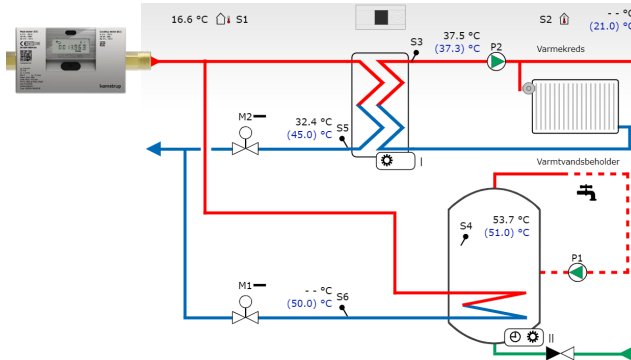 16.6 °C S1
S2 - - °C
(21.0) °C
S3 37.5 °C
(37.3) °C P2
Varmekreds
M2 32.4 °C
(45.0) °C S5
I
kamstrup
Varmtvandsbeholder
S4 53.7 °C
(51.0) °C
P1
M1 - - °C
(50.0) °C S6
II